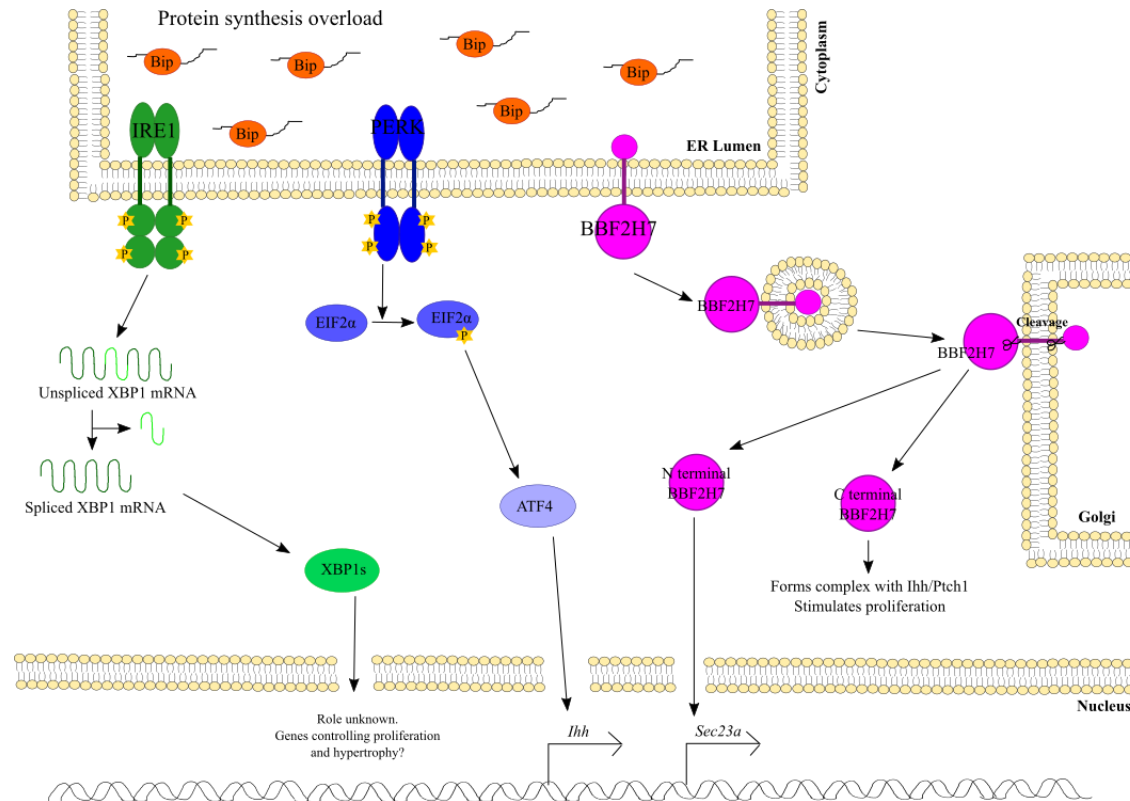 Protein synthesis overload
Bip
Bip
Bip
Bip
Bip
Bip
Cytoplasm
IRE1
PERK
ER Lumen
BBF2H7
P
P
P
P
P
P
P
P
BBF2H7
EIF2α
EIF2α
P
Cleavage
BBF2H7
Unspliced XBP1 mRNA
Spliced XBP1 mRNA
N terminal
BBF2H7
C terminal
BBF2H7
ATF4
Golgi
XBP1s
Forms complex with Ihh/Ptch1
Stimulates proliferation
Nucleus
Role unknown.
Genes controlling proliferation
and hypertrophy?
Ihh
Sec23a